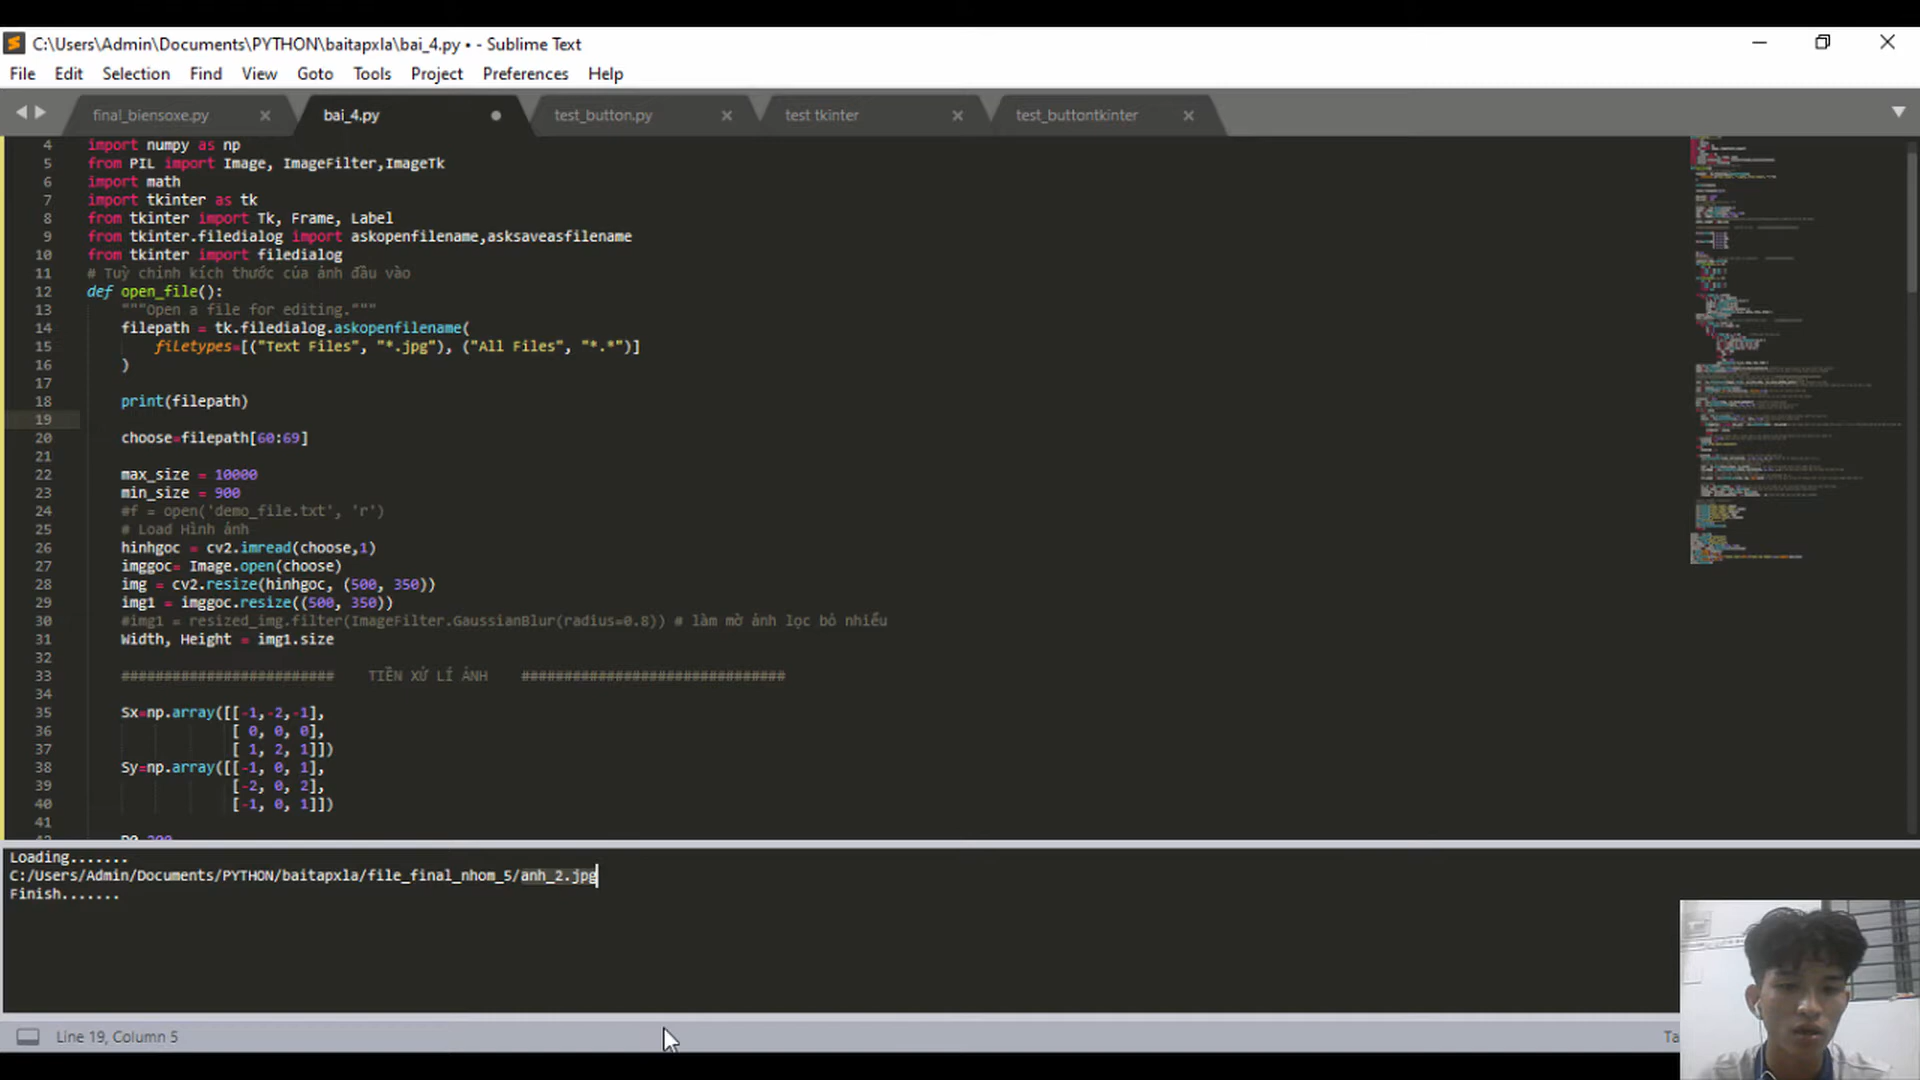 C:\Users\Admin\Documents\PYTHON\baitapxla\bai_4.py • - Sublime Text
File Edit Selection Find View Goto Tools Project Preferences Help
final_biensoxe.py bai_4.py test_button.py test tkinter test_buttontkinter
4 import numpy as np
5 from PIL import Image, ImageFilter,ImageTk
6 import math
7 import tkinter as tk
8 from tkinter import Tk, Frame, Label
9 from tkinter.filedialog import askopenfilename,asksaveasfilename
10 from tkinter import filedialog
11 # Tuỳ chỉnh kích thước của ảnh đầu vào
12 def open_file():
13 """Open a file for editing."""
14 filepath = tk.filedialog.askopenfilename(
15 filetypes=[("Text Files", "*.jpg"), ("All Files", "*.*")]
16 )
17
18 print(filepath)
19
20 choose=filepath[60:69]
21
22 max_size = 10000
23 min_size = 900
24 #f = open('demo_file.txt', 'r')
25 # Load Hình ảnh
26 hinhgoc = cv2.imread(choose,1)
27 imggoc= Image.open(choose)
28 img = cv2.resize(hinhgoc, (500, 350))
29 img1 = imggoc.resize((500, 350))
30 #img1 = resized_img.filter(ImageFilter.GaussianBlur(radius=0.8)) # làm mờ ảnh lọc bỏ nhiễu
31 Width, Height = img1.size
32
33 ######################### TIỀN XỬ LÍ ẢNH ###############################
34
35 Sx=np.array([[-1,-2,-1],
36 [ 0, 0, 0],
37 [ 1, 2, 1]])
38 Sy=np.array([[-1, 0, 1],
39 [-2, 0, 2],
40 [-1, 0, 1]])
41
Loading.......
C:/Users/Admin/Documents/PYTHON/baitapxla/file_final_nhom_5/anh_2.jpg
Finish.......
Line 19, Column 5